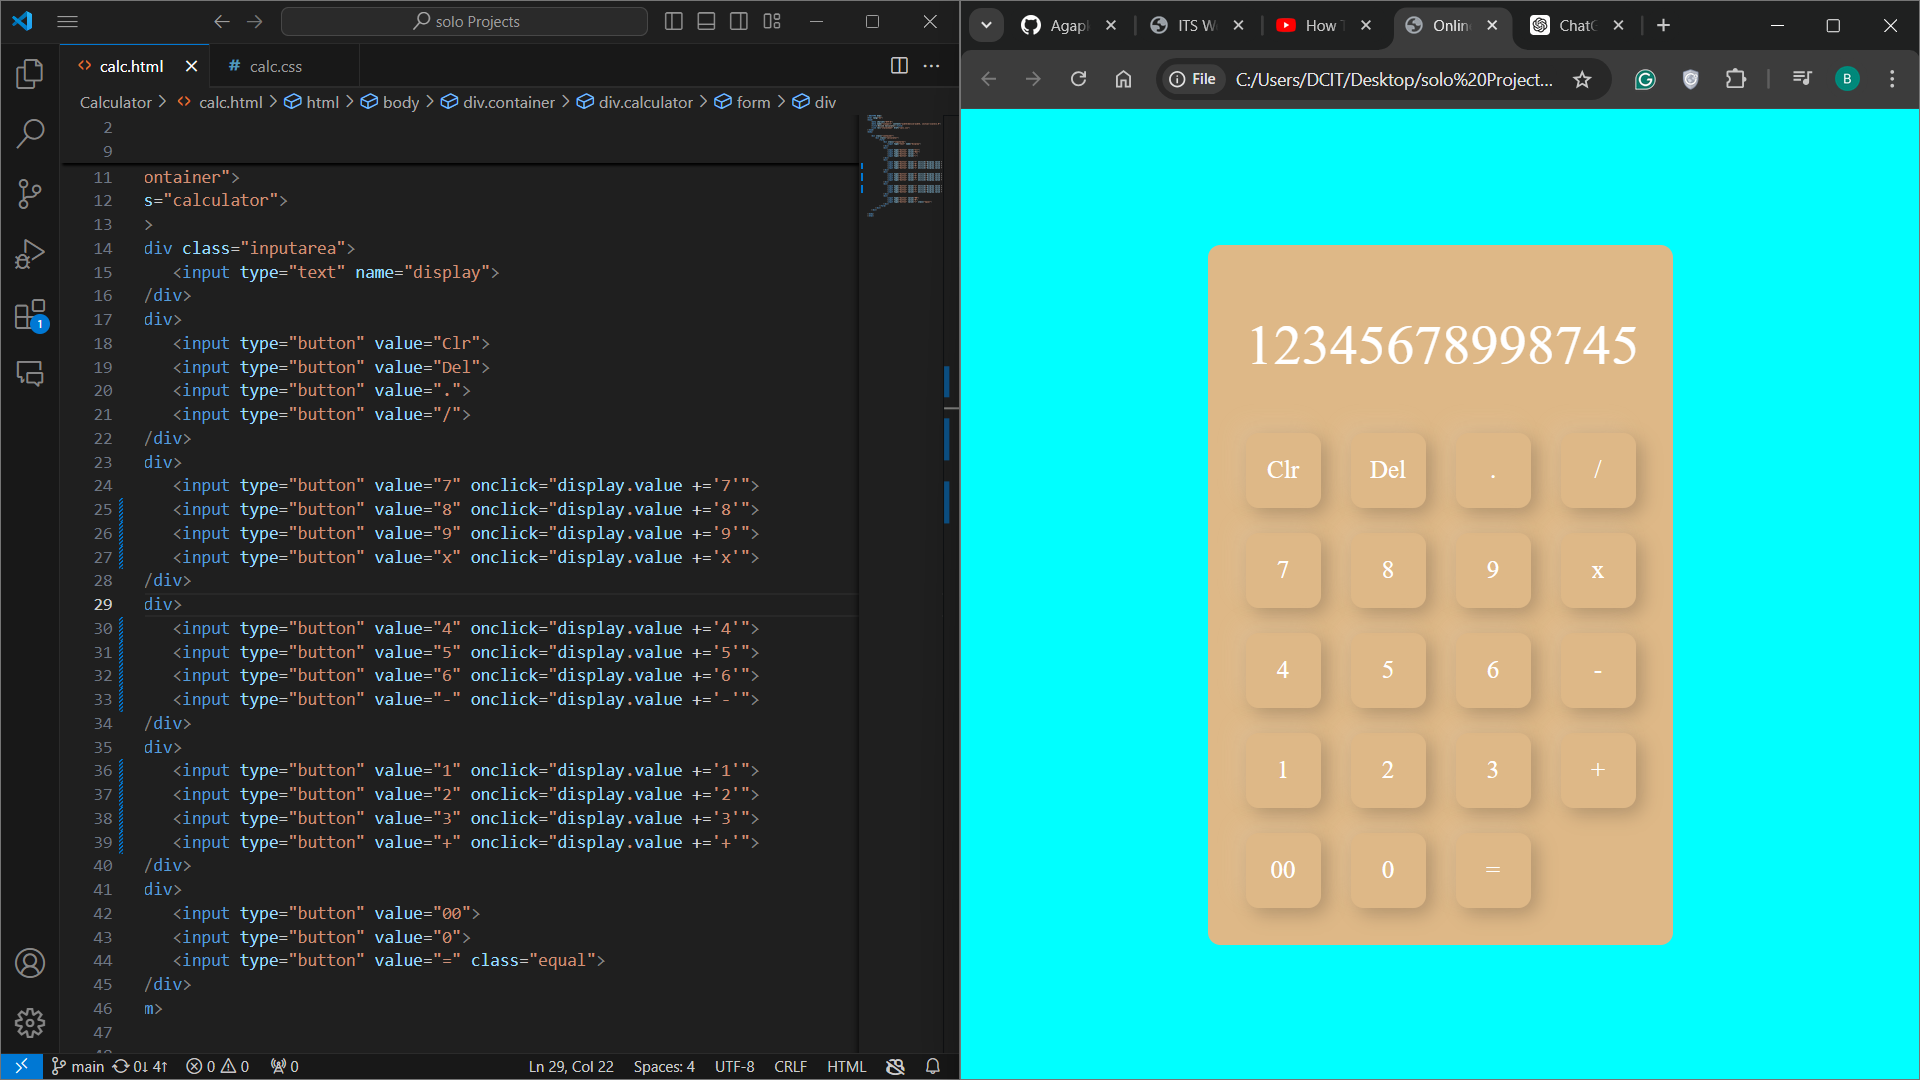 solo Projects
calc.html
calc.css
Calculator > calc.html > html > body > div.container > div.calculator > form > div
2
9
11 ontainer">
12 s="calculator">
13 >
14 div class="inputarea">
15 <input type="text" name="display">
16 /div>
17 div>
18 <input type="button" value="Clr">
19 <input type="button" value="Del">
20 <input type="button" value=".">
21 <input type="button" value="/">
22 /div>
23 div>
24 <input type="button" value="7" onclick="display.value +='7'">
25 <input type="button" value="8" onclick="display.value +='8'">
26 <input type="button" value="9" onclick="display.value +='9'">
27 <input type="button" value="x" onclick="display.value +='x'">
28 /div>
29 div>
30 <input type="button" value="4" onclick="display.value +='4'">
31 <input type="button" value="5" onclick="display.value +='5'">
32 <input type="button" value="6" onclick="display.value +='6'">
33 <input type="button" value="-" onclick="display.value +='-'">
34 /div>
35 div>
36 <input type="button" value="1" onclick="display.value +='1'">
37 <input type="button" value="2" onclick="display.value +='2'">
38 <input type="button" value="3" onclick="display.value +='3'">
39 <input type="button" value="+" onclick="display.value +='+'">
40 /div>
41 div>
42 <input type="button" value="00">
43 <input type="button" value="0">
44 <input type="button" value="=" class="equal">
45 /div>
46 m>
47
1
main 0↓ 4↑ 0 0 0 Ln 29, Col 22 Spaces: 4 UTF-8 CRLF HTML
Agap ITS W How Onlin ChatG
File C:/Users/DCIT/Desktop/solo%20Project... B
12345678998745
Clr Del . /
7 8 9 x
4 5 6 -
1 2 3 +
00 0 =